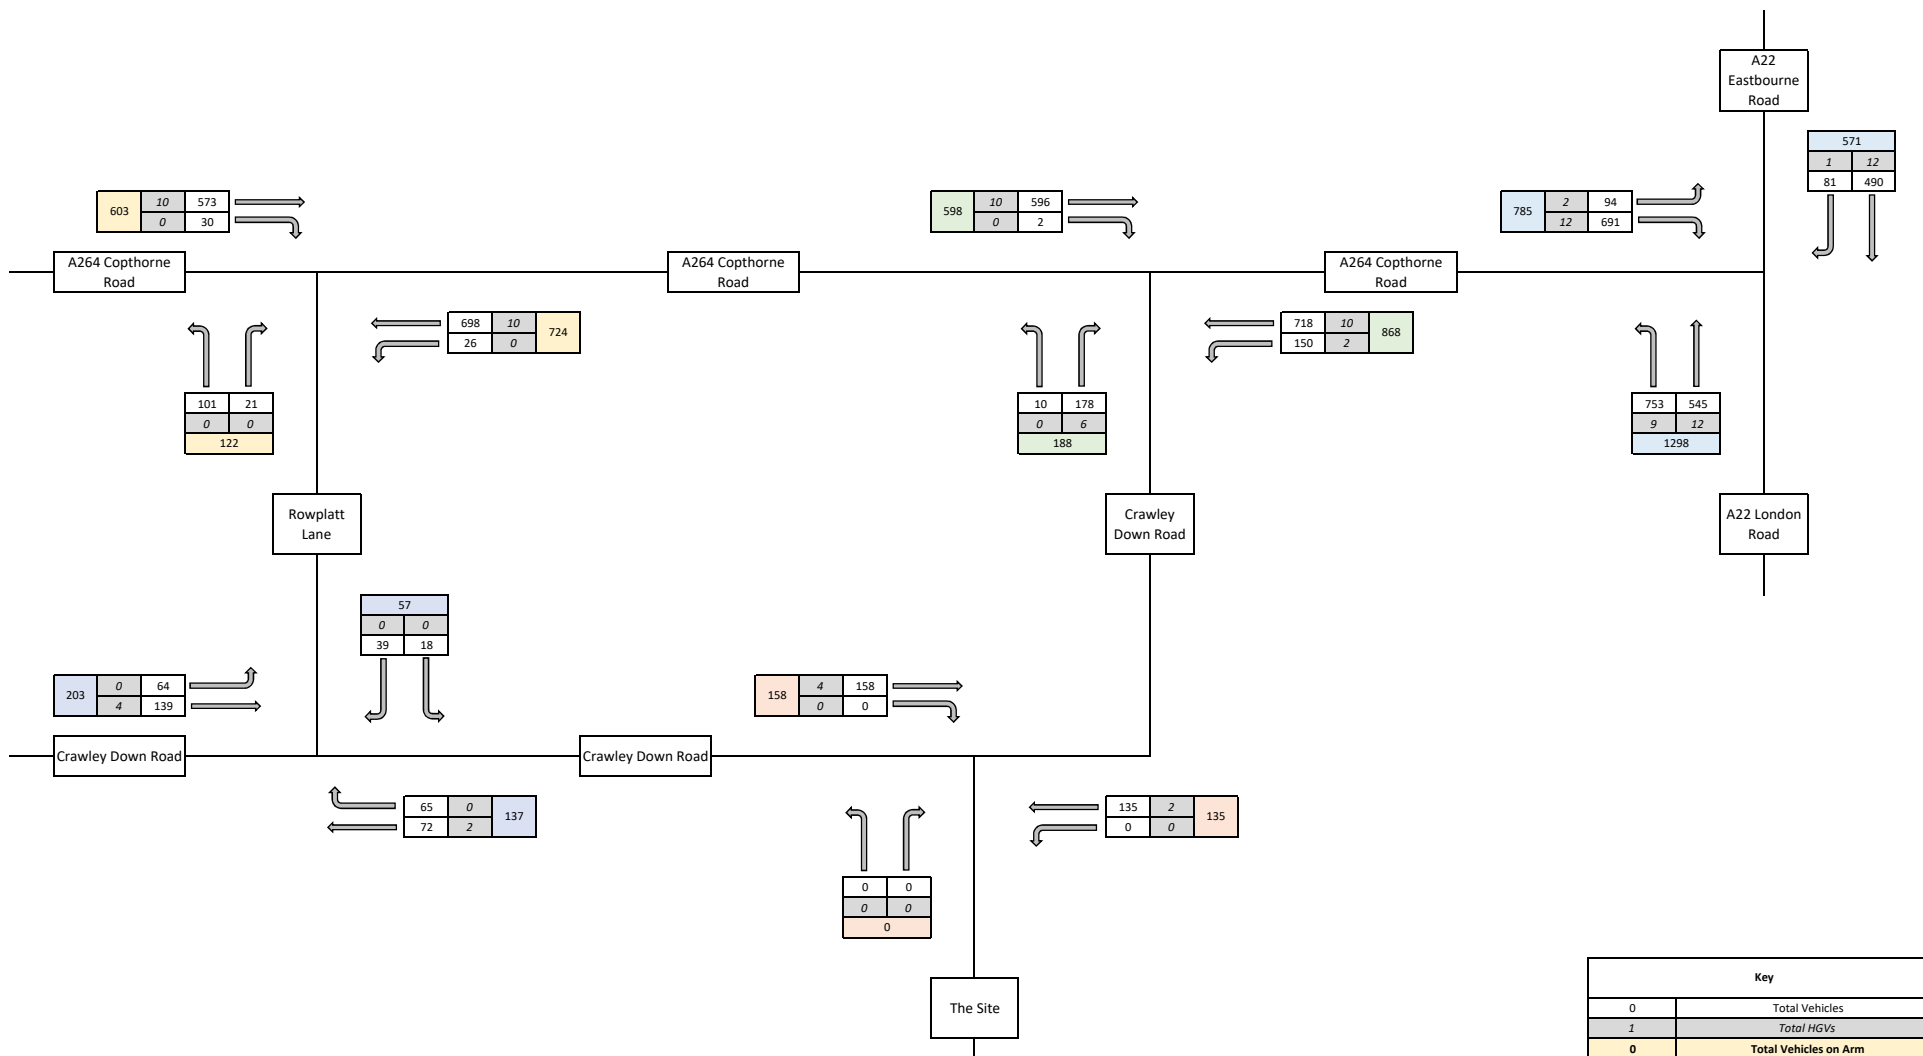 A22
Eastbourne
Road
571
1 12
81 490
603 10 573
0 30
598 10 596
0 2
785 2 94
12 691
A264 Copthorne
Road
A264 Copthorne
Road
A264 Copthorne
Road
698 10 724
26 0
718 10 868
150 2
101 21
0 0
122
10 178
0 6
188
753 545
9 12
1298
Rowplatt
Lane
Crawley
Down Road
A22 London
Road
57
0 0
39 18
203 0 64
4 139
158 4 158
0 0
Crawley Down Road
Crawley Down Road
65 0 137
72 2
135 2 135
0 0
0 0
0 0
0
The Site
Key
0 Total Vehicles
1 Total HGVs
0 Total Vehicles on Arm